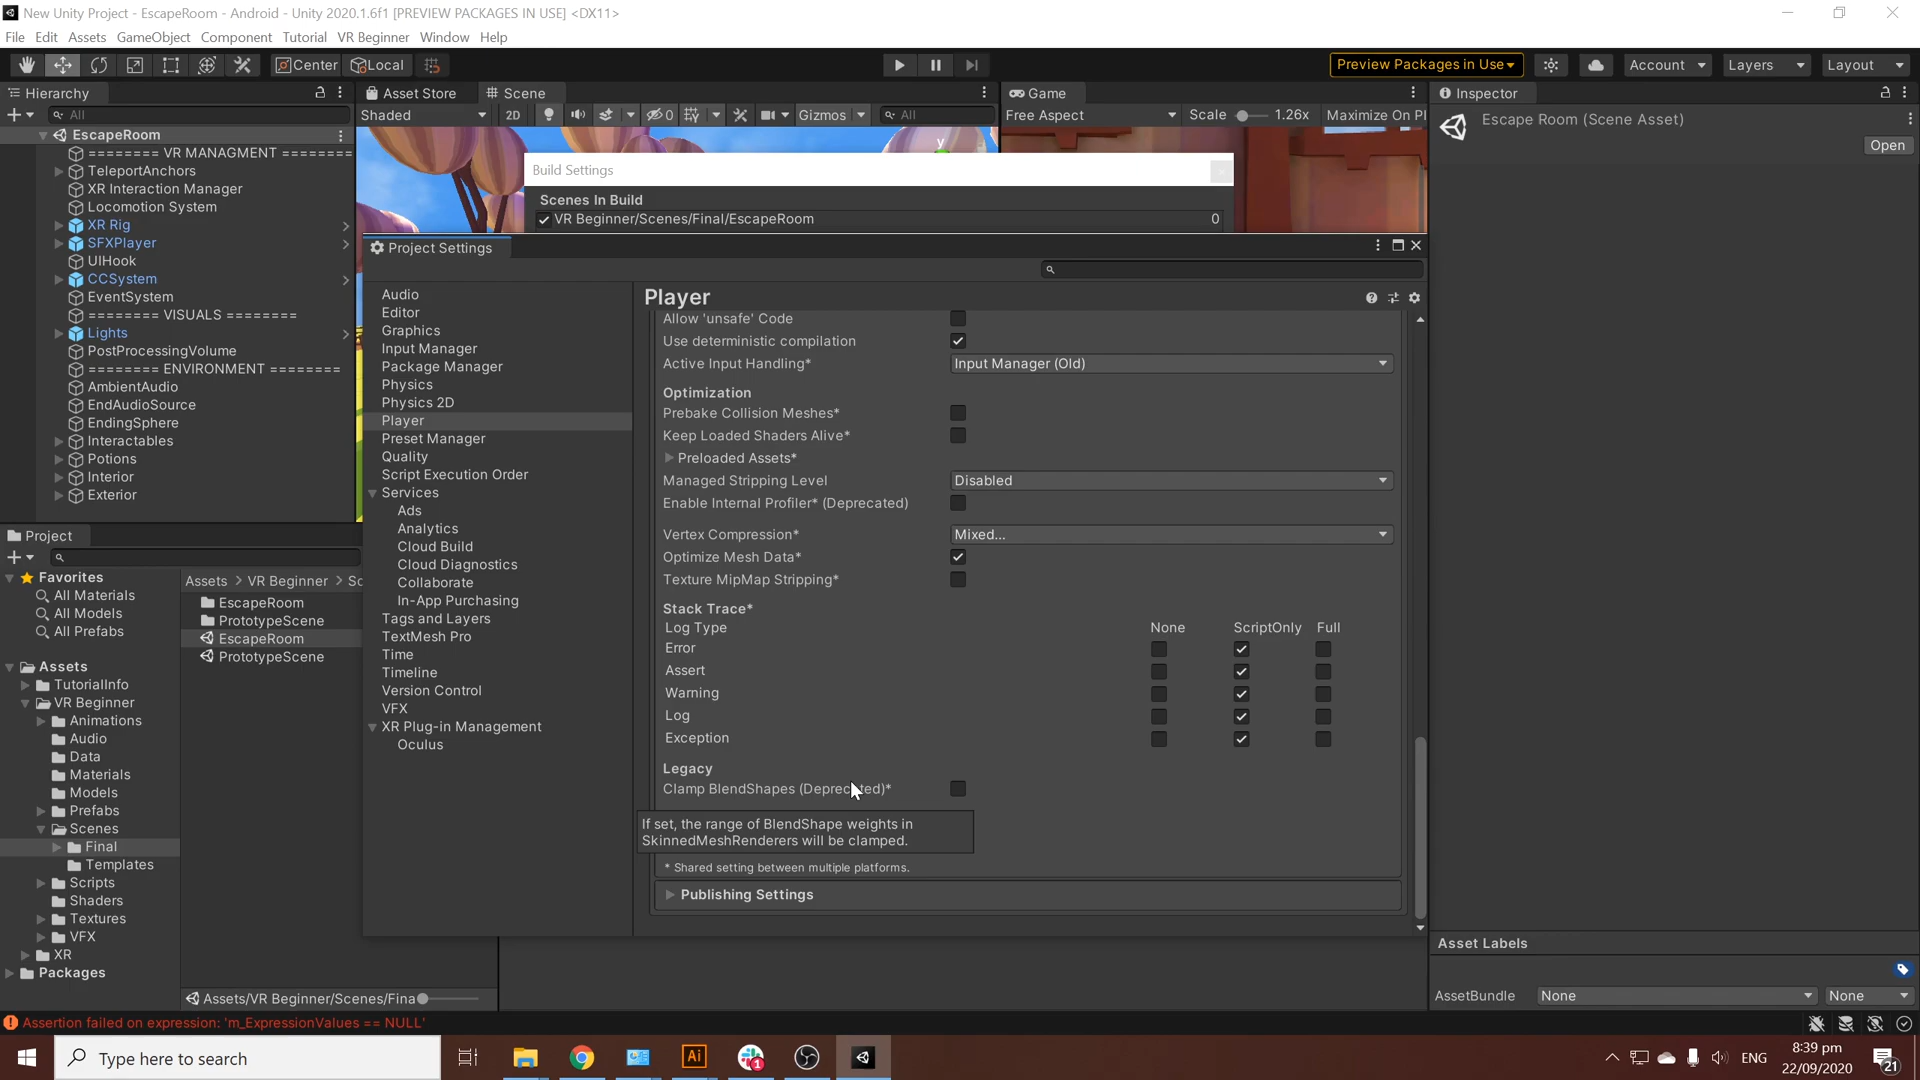 New Unity Project - EscapeRoom - Android - Unity 2020.1.6f1 [PREVIEW PACKAGES IN USE] <DX11>
File Edit Assets GameObject Component Tutorial VR Beginner Window Help
Center Local Preview Packages in Use Account Layers Layout
Hierarchy
All
EscapeRoom
======== VR MANAGMENT ========
TeleportAnchors
XR Interaction Manager
Locomotion System
XR Rig
SFXPlayer
UIHook
CCSystem
EventSystem
======== VISUALS ========
Lights
PostProcessingVolume
======== ENVIRONMENT ========
AmbientAudio
EndAudioSource
EndingSphere
Interactables
Potions
Interior
Exterior
Asset Store Scene
Shaded 2D 0 Gizmos All
y
Game
Free Aspect Scale 1.26x Maximize On Pl
Inspector
Escape Room (Scene Asset)
Open
Build Settings
Scenes In Build
VR Beginner/Scenes/Final/EscapeRoom 0
Project Settings
Audio
Editor
Graphics
Input Manager
Package Manager
Physics
Physics 2D
Player
Preset Manager
Quality
Script Execution Order
Services
Ads
Analytics
Cloud Build
Cloud Diagnostics
Collaborate
In-App Purchasing
Tags and Layers
TextMesh Pro
Time
Timeline
Version Control
VFX
XR Plug-in Management
Oculus
Player
Allow 'unsafe' Code
Use deterministic compilation
Active Input Handling* Input Manager (Old)
Optimization
Prebake Collision Meshes*
Keep Loaded Shaders Alive*
Preloaded Assets*
Managed Stripping Level Disabled
Enable Internal Profiler* (Deprecated)
Vertex Compression* Mixed...
Optimize Mesh Data*
Texture MipMap Stripping*
Stack Trace*
Log Type None ScriptOnly Full
Error
Assert
Warning
Log
Exception
Legacy
Clamp BlendShapes (Deprecated)*
If set, the range of BlendShape weights in
SkinnedMeshRenderers will be clamped.
* Shared setting between multiple platforms.
Publishing Settings
Project
Favorites
All Materials
All Models
All Prefabs
Assets
TutorialInfo
VR Beginner
Animations
Audio
Data
Materials
Models
Prefabs
Scenes
Final
Templates
Scripts
Shaders
Textures
VFX
XR
Packages
Assets > VR Beginner > Sc
EscapeRoom
PrototypeScene
EscapeRoom
PrototypeScene
Assets/VR Beginner/Scenes/Fina
Asset Labels
AssetBundle None None
Assertion failed on expression: 'm_ExpressionValues == NULL'
Type here to search
Ai
1
ENG
8:39 pm
22/09/2020
21